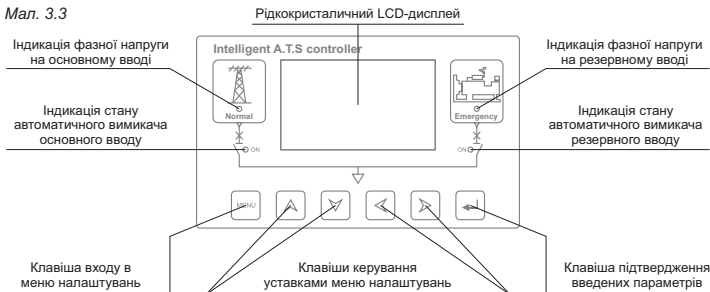 Мал. 3.3
Рідкокристалічний LCD-дисплей
Індикація фазної напруги
на основному вводі
Індикація фазної напруги
на резервному вводі
Intelligent A.T.S controller
Normal
Emergency
Індикація стану
автоматичного вимикача
основного вводу
Індикація стану
автоматичного вимикача
резервного вводу
ON
ON
MENU
Клавіша входу в
меню налаштувань
Клавіши керування
уставками меню налаштувань
Клавіша підтвердження
введених параметрів